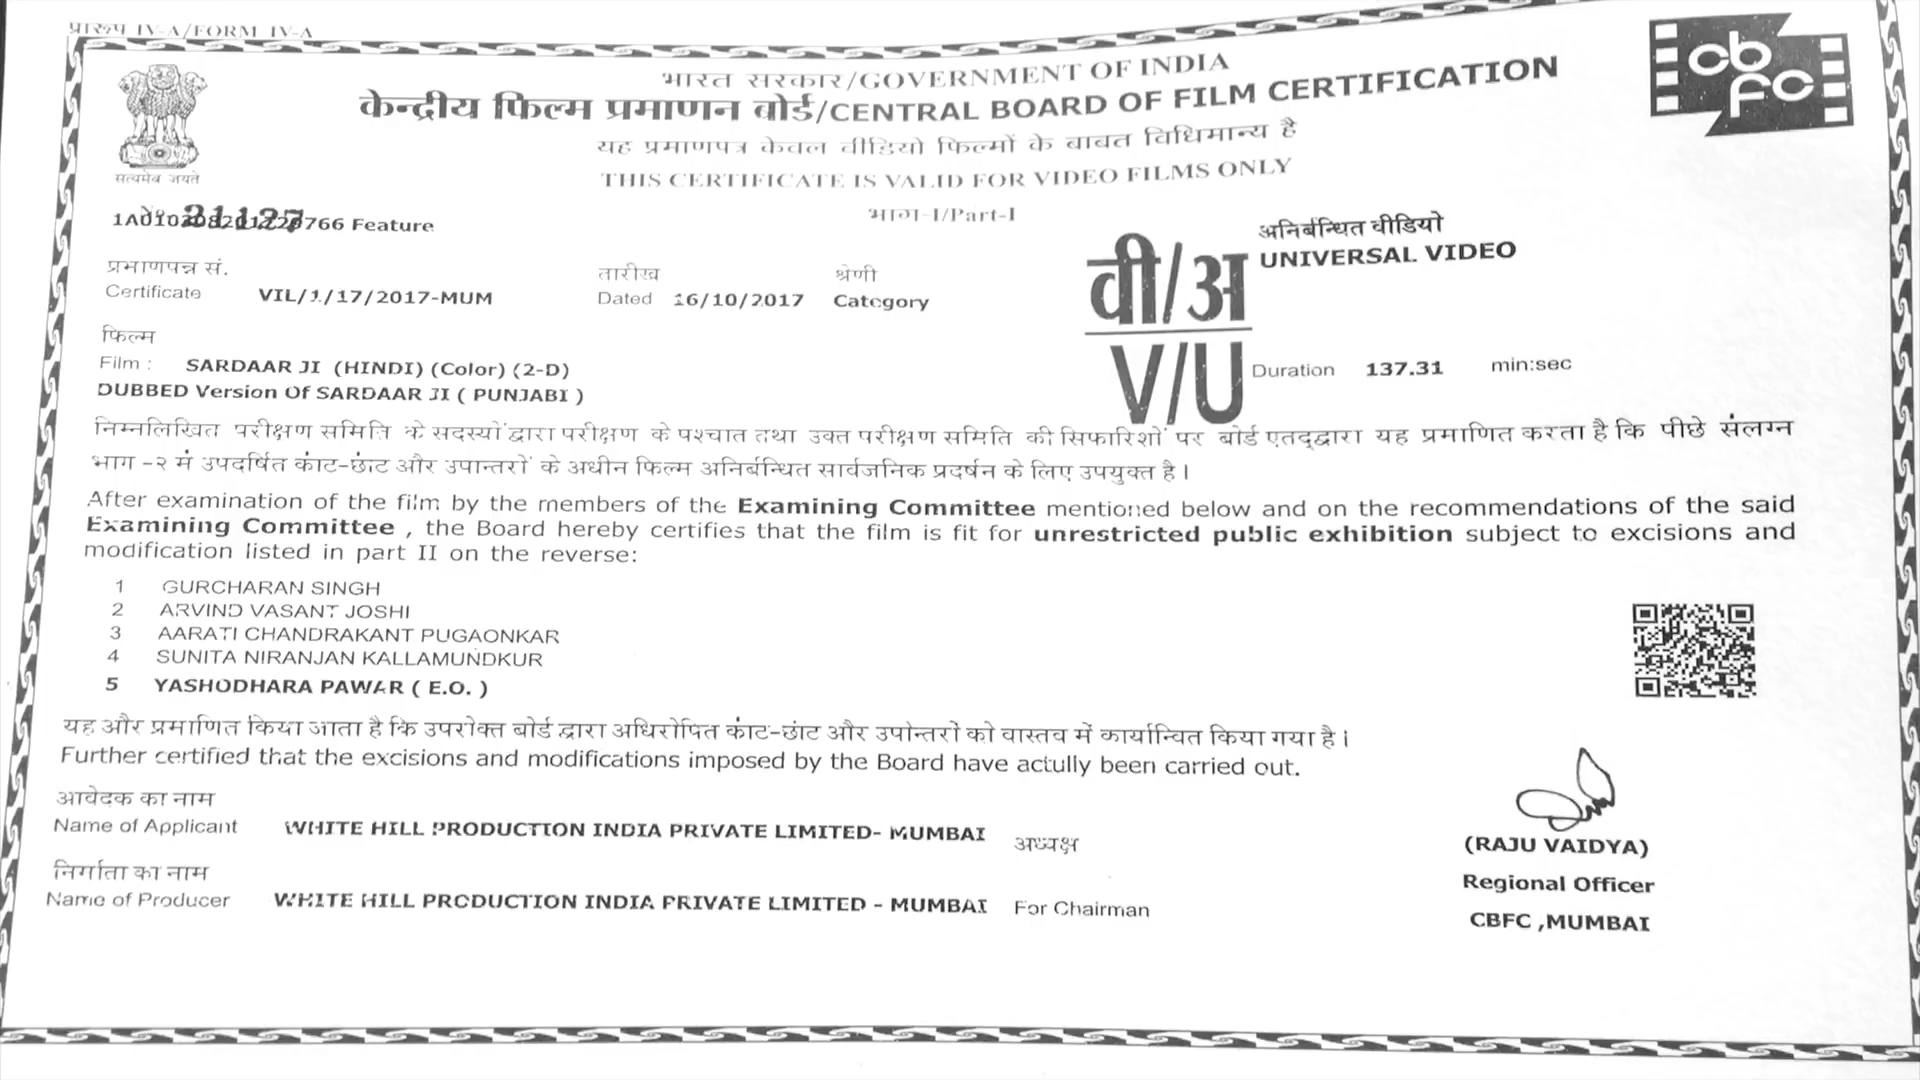 प्रारूप IV-A/FORM IV-A
भारत सरकार/GOVERNMENT OF INDIA
केन्द्रीय फिल्म प्रमाणन बोर्ड/CENTRAL BOARD OF FILM CERTIFICATION
cbfc
यह प्रमाणपत्र केवल वीडियो फिल्मों के बाबत विधिमान्य है
THIS CERTIFICATE IS VALID FOR VIDEO FILMS ONLY
सत्यमेव जयते
भाग-I/Part-I
21127
Feature
अनिबन्धित वीडियो
UNIVERSAL VIDEO
वी/अ
V/U
प्रमाणपत्र सं. तारीख श्रेणी
Certificate VIL/1/17/2017-MUM Dated 16/10/2017 Category
फिल्म
Film : SARDAAR JI (HINDI) (Color) (2-D)
Duration 137.31 min:sec
DUBBED Version Of SARDAAR JI ( PUNJABI )
निम्नलिखित परीक्षण समिति के सदस्यों द्वारा परीक्षण के पश्चात तथा उक्त परीक्षण समिति की सिफारिशों पर बोर्ड एतद्द्वारा यह प्रमाणित करता है कि पीछे संलग्न
भाग -२ में उपदर्षित कांट-छांट और उपान्तरों के अधीन फिल्म अनिर्बन्धित सार्वजनिक प्रदर्षन के लिए उपयुक्त है।
After examination of the film by the members of the Examining Committee mentioned below and on the recommendations of the said
Examining Committee , the Board hereby certifies that the film is fit for unrestricted public exhibition subject to excisions and
modification listed in part II on the reverse:
1 GURCHARAN SINGH
2 ARVIND VASANT JOSHI
3 AARATI CHANDRAKANT PUGAONKAR
4 SUNITA NIRANJAN KALLAMUNDKUR
5 YASHODHARA PAWAR ( E.O. )
यह और प्रमाणित किया जाता है कि उपरोक्त बोर्ड द्वारा अधिरोपित कांट-छांट और उपांन्तरों को वास्तव में कार्यान्वित किया गया है।
Further certified that the excisions and modifications imposed by the Board have actully been carried out.
आवेदक का नाम
Name of Applicant WHITE HILL PRODUCTION INDIA PRIVATE LIMITED- MUMBAI
अध्यक्ष
(RAJU VAIDYA)
निर्माता का नाम
Name of Producer WHITE HILL PRODUCTION INDIA PRIVATE LIMITED - MUMBAI For Chairman
Regional Officer
CBFC ,MUMBAI